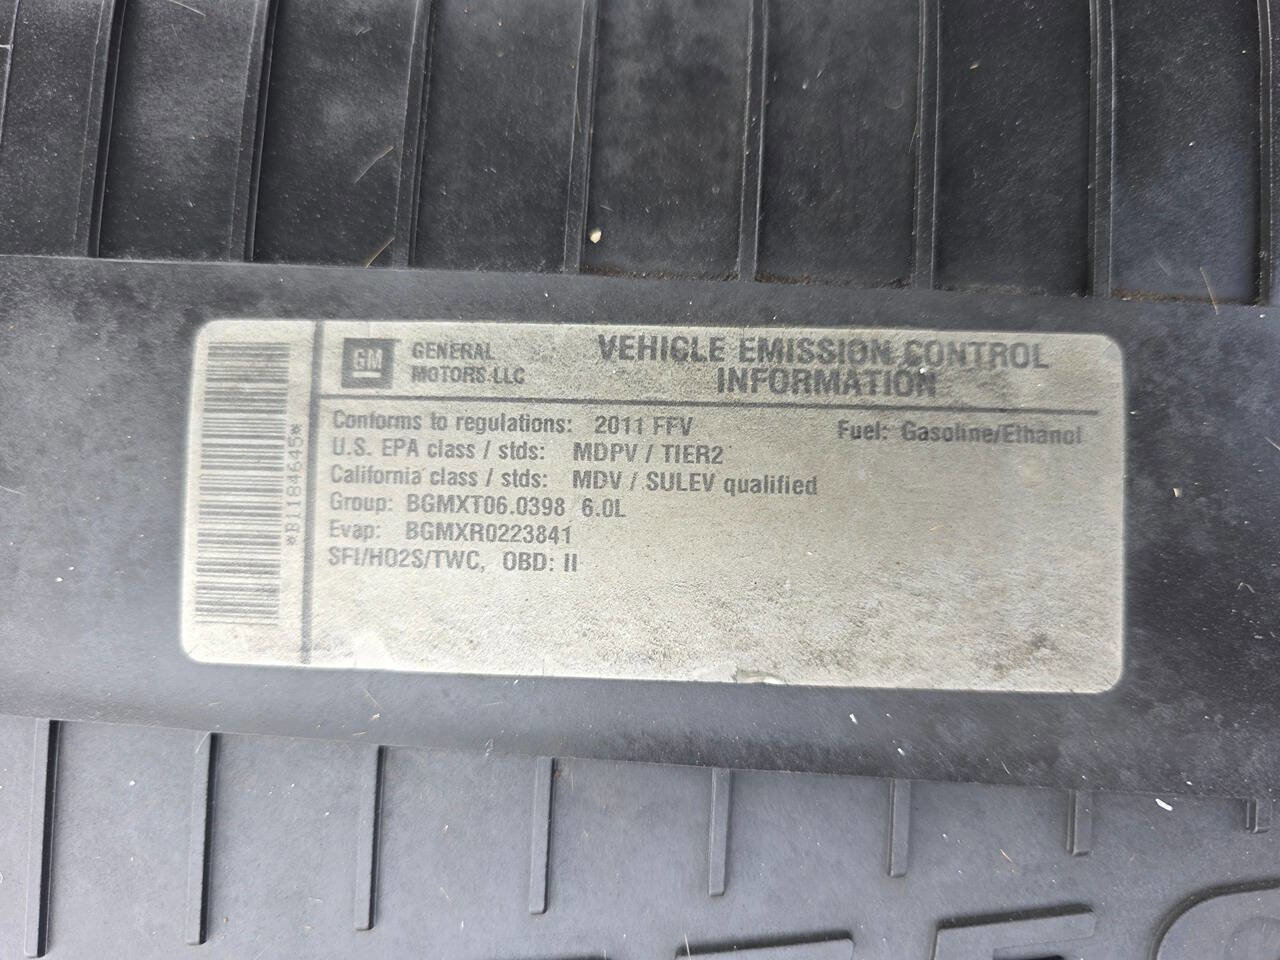 *B1184645*
GM
GENERAL
MOTORS LLC
VEHICLE EMISSION CONTROL
INFORMATION
Conforms to regulations: 2011 FFV
Fuel: Gasoline/Ethanol
U.S. EPA class / stds: MDPV / TIER2
California class / stds: MDV / SULEV qualified
Group: BGMXT06.0398 6.0L
Evap: BGMXR0223841
SFI/HO2S/TWC, OBD: II